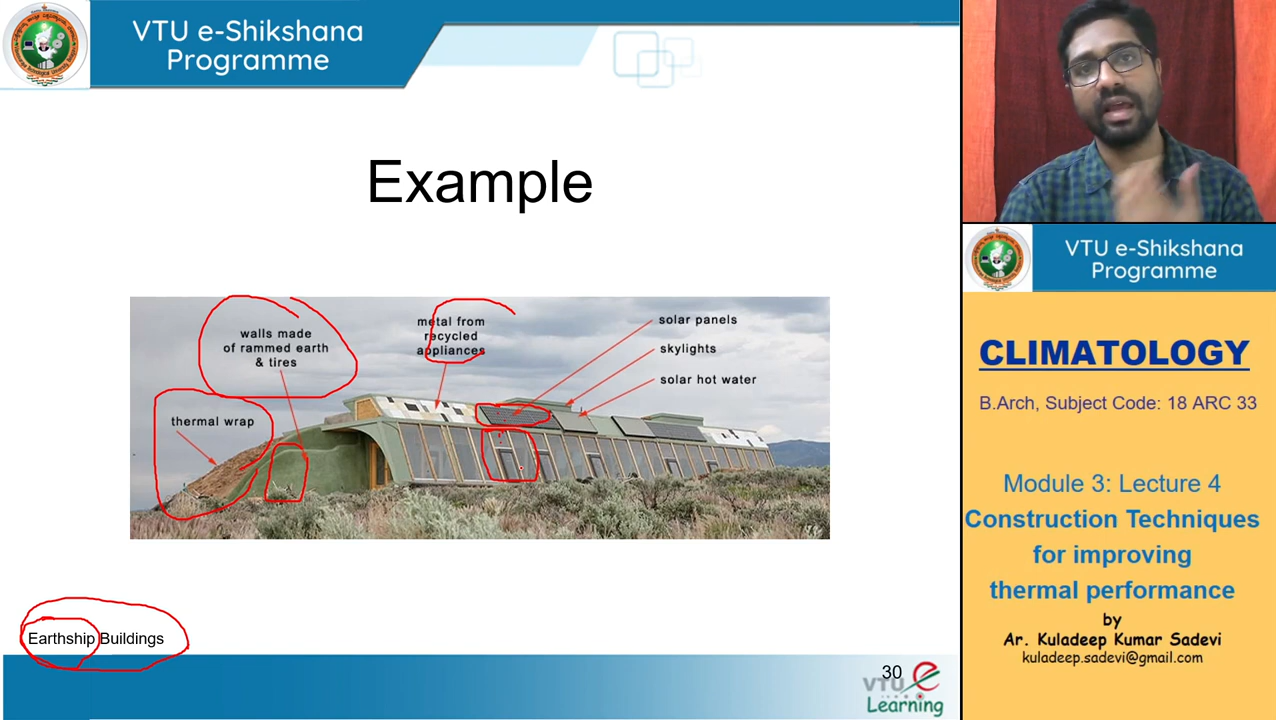 VTU e-Shikshana
Programme
Example
walls made
of rammed earth
& tires
metal from
recycled
appliances
solar panels
skylights
solar hot water
thermal wrap
Earthship Buildings
30
VTU
Learning
VTU e-Shikshana
Programme
CLIMATOLOGY
B.Arch, Subject Code: 18 ARC 33
Module 3: Lecture 4
Construction Techniques
for improving
thermal performance
by
Ar. Kuladeep Kumar Sadevi
kuladeep.sadevi@gmail.com